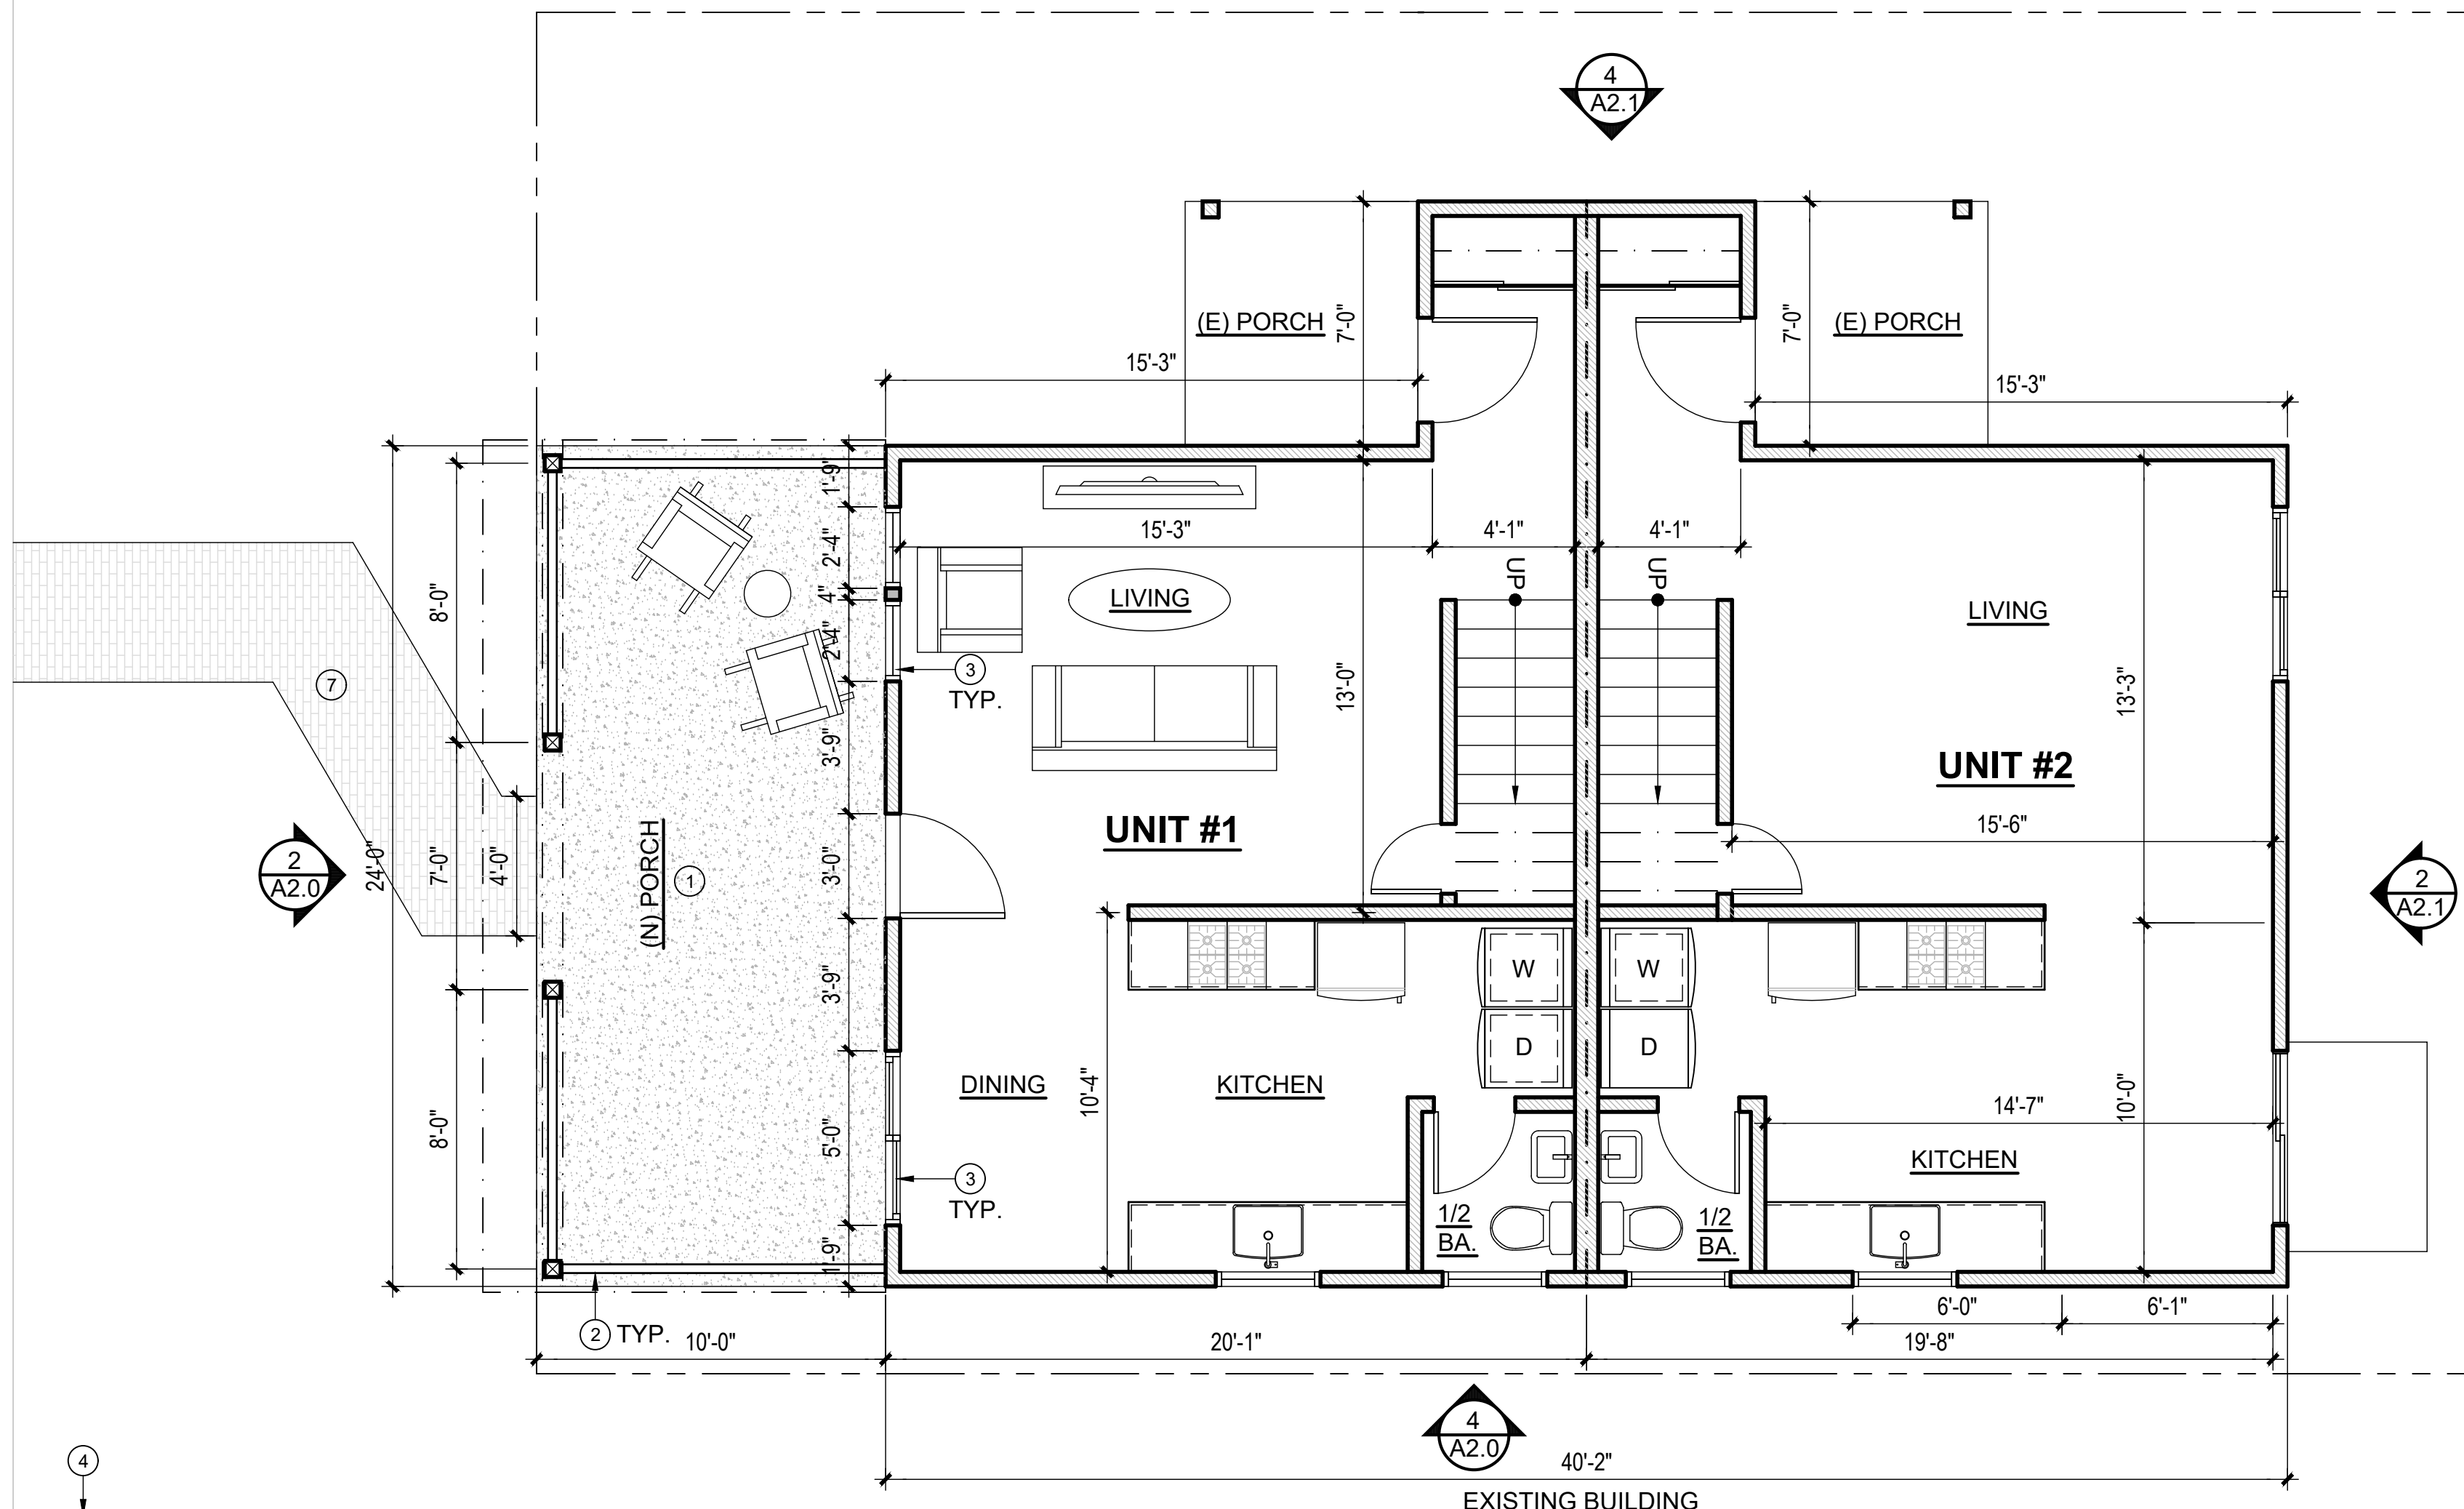 4
A2.1
(E) PORCH
7'-0"
7'-0"
(E) PORCH
15'-3"
15'-3"
1'-9"
2'-4"
4"
2'-4"
3'-9"
3'-0"
3'-9"
5'-0"
1'-9"
15'-3"
4'-1"
4'-1"
UP
UP
LIVING
LIVING
8'-0"
7
3
TYP.
13'-0"
13'-3"
UNIT #2
UNIT #1
15'-6"
2
A2.0
24'-0"
7'-0"
4'-0"
(N) PORCH
1
2
A2.1
W
W
D
D
DINING
KITCHEN
10'-4"
10'-0"
14'-7"
KITCHEN
8'-0"
3
TYP.
1/2
BA.
1/2
BA.
6'-0"
6'-1"
2
TYP.
10'-0"
20'-1"
19'-8"
4
A2.0
40'-2"
4
EXISTING BUILDING